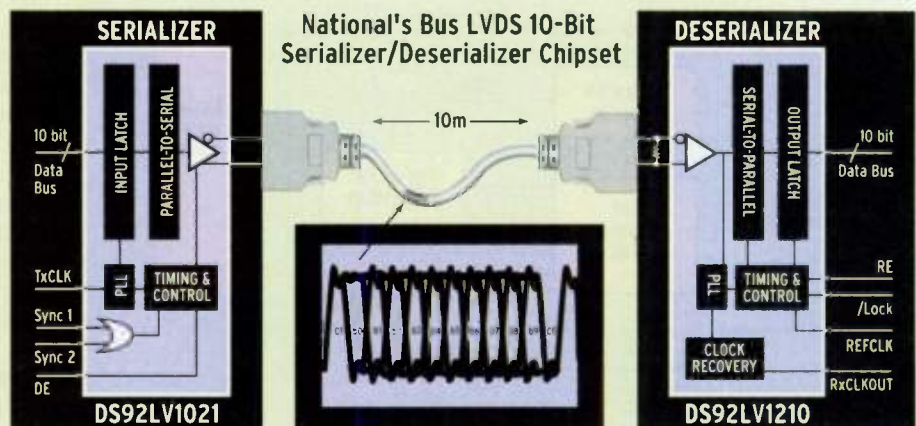 National's Bus LVDS 10-Bit
Serializer/Deserializer Chipset
SERIALIZER
10 bit
Data
Bus
INPUT LATCH
PARALLEL-TO-SERIAL
TxCLK
PLL
TIMING &
CONTROL
Sync 1
Sync 2
DE
DS92LV1021
10m
DESERIALIZER
SERIAL-TO-PARALLEL
OUTPUT LATCH
10 bit
Data Bus
PLL
TIMING &
CONTROL
CLOCK
RECOVERY
RE
/Lock
REFCLK
RxCLKOUT
DS92LV1210